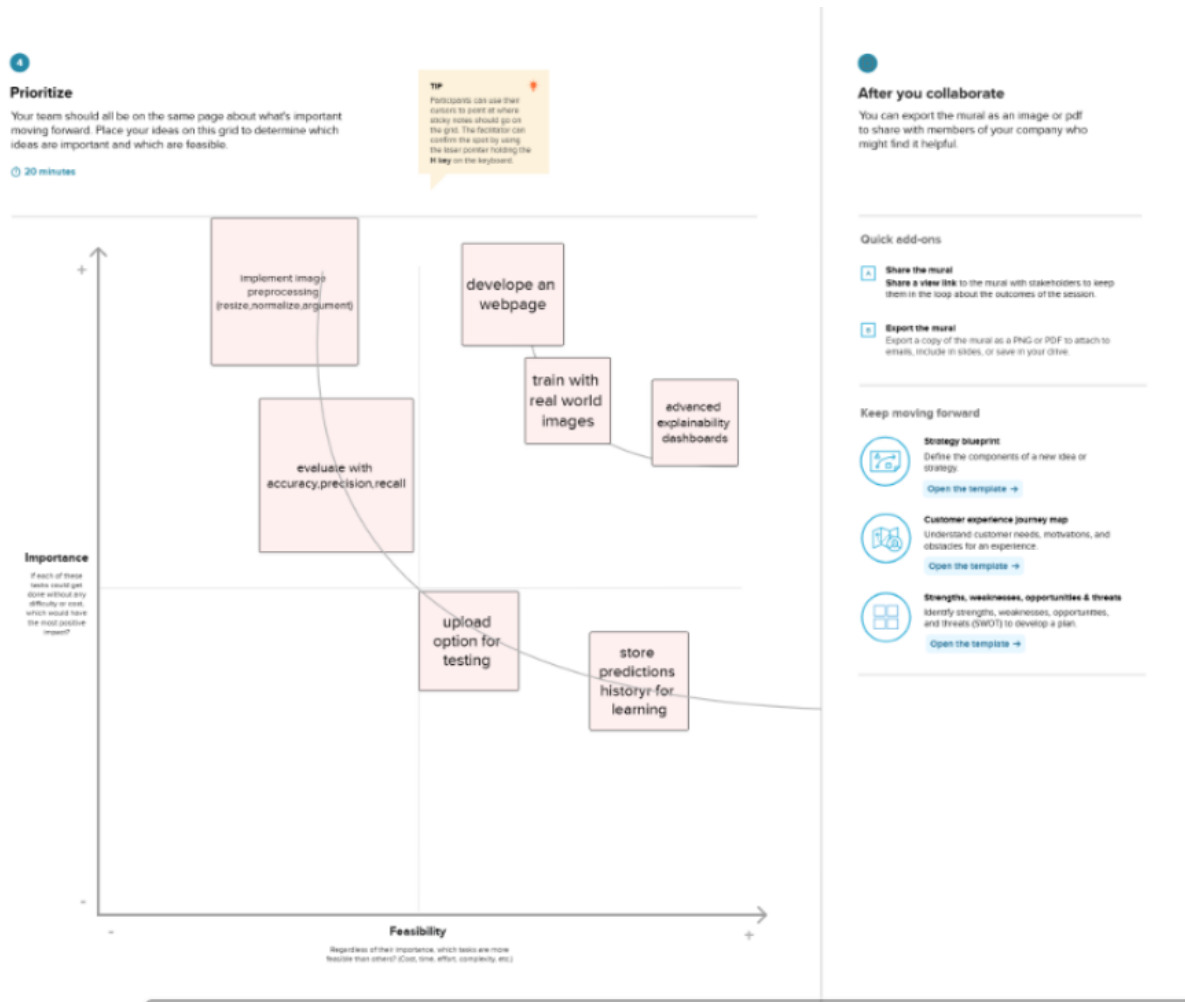 4
Prioritize
Your team should all be on the same page about what's important
moving forward. Place your ideas on this grid to determine which
ideas are important and which are feasible.
20 minutes
TIP
Participants can use their
cursors to point at where
sticky notes should go on
the grid. The facilitator can
confirm the spot by using
the laser pointer holding the
H key on the keyboard.
+
implement image
preprocessing
(resize,normalize,argument)
develope an
webpage
train with
real world
images
advanced
explainability
dashboards
evaluate with
accuracy,precision,recall
Importance
If each of these
tasks could get
done without any
difficulty or cost,
which would have
the most positive
impact?
upload
option for
testing
store
predictions
historyr for
learning
-
-
Feasibility
+
Regardless of their importance, which tasks are more
feasible than others? (Cost, time, effort, complexity, etc.)
After you collaborate
You can export the mural as an image or pdf
to share with members of your company who
might find it helpful.
Quick add-ons
A
Share the mural
Share a view link to the mural with stakeholders to keep
them in the loop about the outcomes of the session.
B
Export the mural
Export a copy of the mural as a PNG or PDF to attach to
emails, include in slides, or save in your drive.
Keep moving forward
Strategy blueprint
Define the components of a new idea or
strategy.
Open the template →
Customer experience journey map
Understand customer needs, motivations, and
obstacles for an experience.
Open the template →
Strengths, weaknesses, opportunities & threats
Identify strengths, weaknesses, opportunities,
and threats (SWOT) to develop a plan.
Open the template →